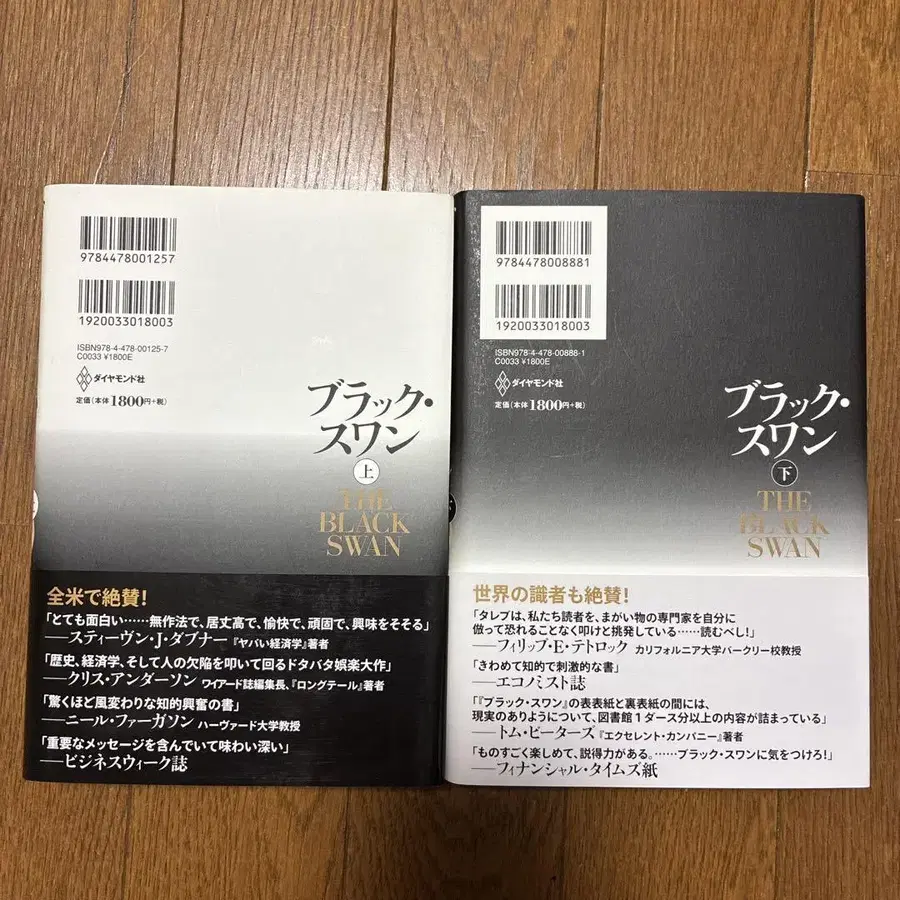 9784478001257
1920033018003
ISBN978-4-478-00125-7
C0033 ¥1800E
ダイヤモンド社
定価(本体1800円+税)
ブラック・
スワン
上
THE
BLACK
SWAN
全米で絶賛!
「とても面白い……無作法で、居丈高で、愉快で、頑固で、興味をそそる」
──スティーヴン・J・ダブナー『ヤバい経済学』著者
「歴史、経済学、そして人の欠陥を叩いて回るドタバタ娯楽大作」
──クリス・アンダーソン ワイアード誌編集長、『ロングテール』著者
「驚くほど風変わりな知的興奮の書」
──ニール・ファーガソン ハーヴァード大学教授
「重要なメッセージを含んでいて味わい深い」
──ビジネスウィーク誌
9784478008881
1920033018003
ISBN978-4-478-00888-1
C0033 ¥1800E
ダイヤモンド社
定価(本体1800円+税)
ブラック・
スワン
下
THE
BLACK
SWAN
世界の識者も絶賛!
「タレブは、私たち読者を、まがい物の専門家を自分に
倣って恐れることなく叩けと挑発している……読むべし!」
──フィリップ・E・テトロック カリフォルニア大学バークリー校教授
「きわめて知的で刺激的な書」
──エコノミスト誌
「『ブラック・スワン』の表表紙と裏表紙の間には、
現実のありようについて、図書館1ダース分以上の内容が詰まっている」
──トム・ピーターズ『エクセレント・カンパニー』著者
「ものすごく楽しめて、説得力がある。……ブラック・スワンに気をつけろ!」
──フィナンシャル・タイムズ紙